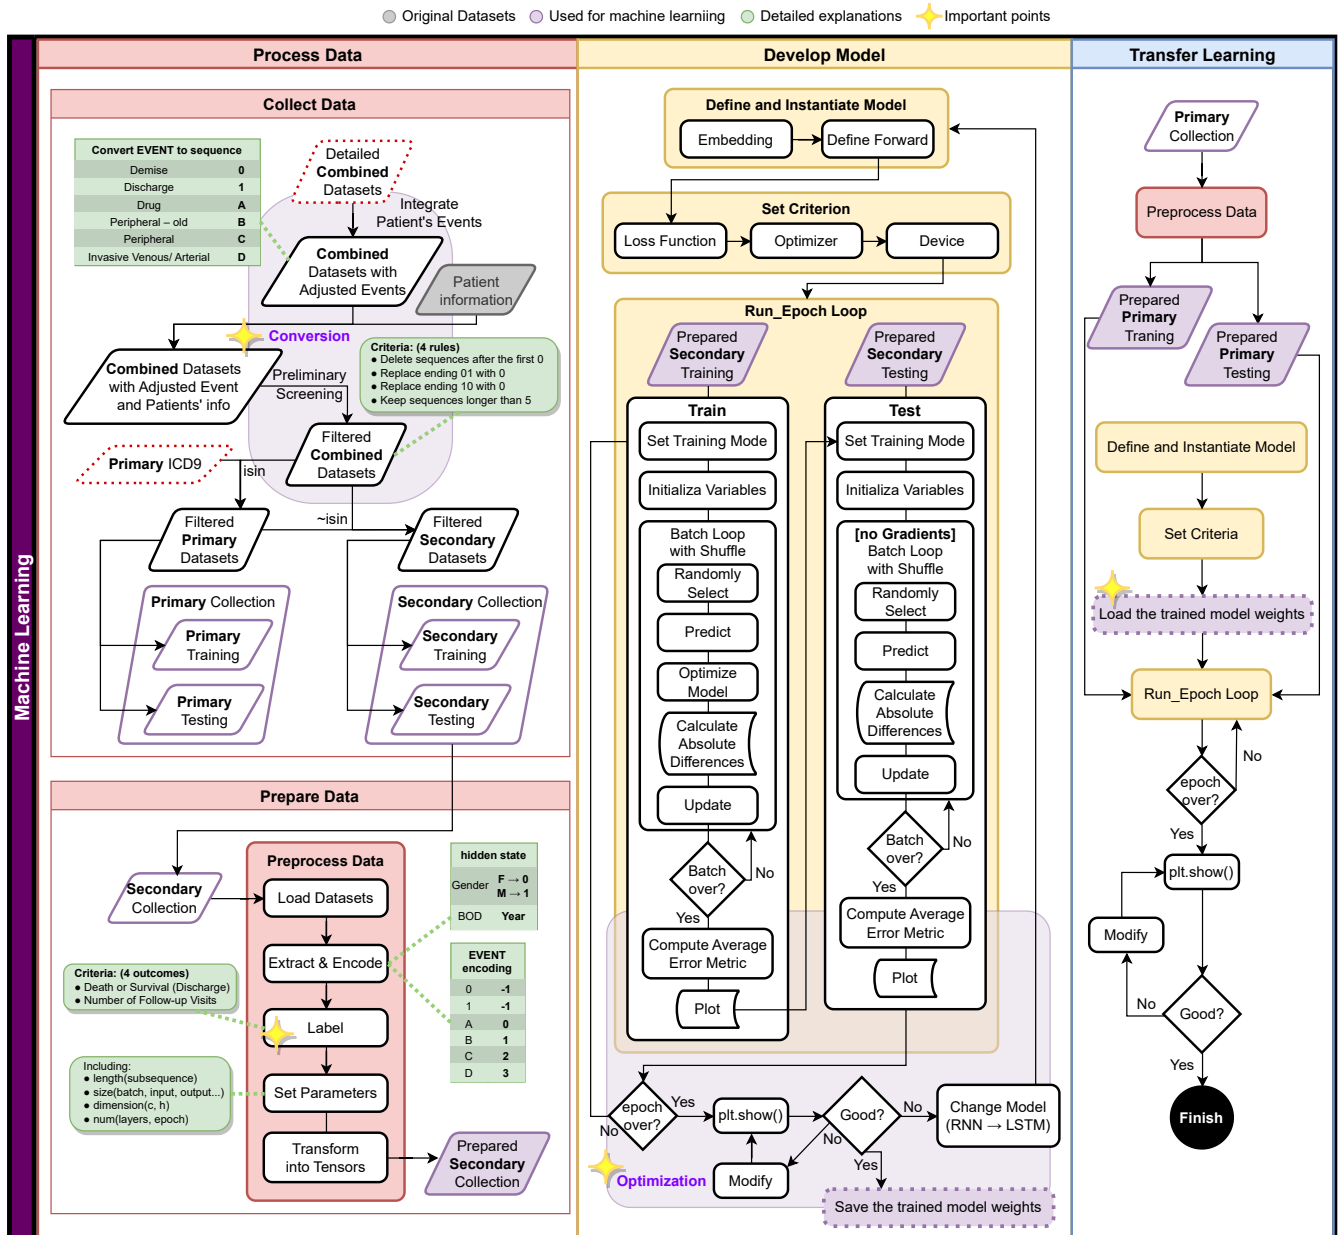 Original Datasets
Used for machine learniing
Detailed explanations
Important points
Machine Learning
Process Data
Develop Model
Transfer Learning
Collect Data
Convert EVENT to sequence
Demise 0
Discharge 1
Drug A
Peripheral – old B
Peripheral C
Invasive Venous/ Arterial D
Detailed
Combined
Datasets
Integrate
Patient's Events
Combined
Datasets with
Adjusted Events
Patient
information
Conversion
Combined Datasets
with Adjusted Event
and Patients' info
Preliminary
Screening
Criteria: (4 rules)
● Delete sequences after the first 0
● Replace ending 01 with 0
● Replace ending 10 with 0
● Keep sequences longer than 5
Filtered
Combined
Datasets
Primary ICD9
isin
~isin
Filtered
Primary
Datasets
Filtered
Secondary
Datasets
Primary Collection
Primary
Training
Primary
Testing
Secondary Collection
Secondary
Training
Secondary
Testing
Prepare Data
Secondary
Collection
Preprocess Data
Load Datasets
Extract & Encode
Label
Set Parameters
Transform
into Tensors
hidden state
Gender F → 0
M → 1
BOD Year
EVENT
encoding
0 -1
1 -1
A 0
B 1
C 2
D 3
Criteria: (4 outcomes)
● Death or Survival (Discharge)
● Number of Follow-up Visits
Including:
● length(subsequence)
● size(batch, input, output...)
● dimension(c, h)
● num(layers, epoch)
Prepared
Secondary
Collection
Define and Instantiate Model
Embedding
Define Forward
Set Criterion
Loss Function
Optimizer
Device
Run_Epoch Loop
Prepared
Secondary
Training
Prepared
Secondary
Testing
Train
Set Training Mode
Initializa Variables
Batch Loop
with Shuffle
Randomly
Select
Predict
Optimize
Model
Calculate
Absolute
Differences
Update
Batch
over?
No
Yes
Compute Average
Error Metric
Plot
Test
Set Training Mode
Initializa Variables
[no Gradients]
Batch Loop
with Shuffle
Randomly
Select
Predict
Calculate
Absolute
Differences
Update
Batch
over?
No
Yes
Compute Average
Error Metric
Plot
epoch
over?
Yes
No
plt.show()
Good?
No
No
Yes
Modify
Change Model
(RNN → LSTM)
Optimization
Save the trained model weights
Primary
Collection
Preprocess Data
Prepared
Primary
Traning
Prepared
Primary
Testing
Define and Instantiate Model
Set Criteria
Load the trained model weights
Run_Epoch Loop
No
epoch
over?
Yes
plt.show()
Modify
No
Good?
Yes
Finish